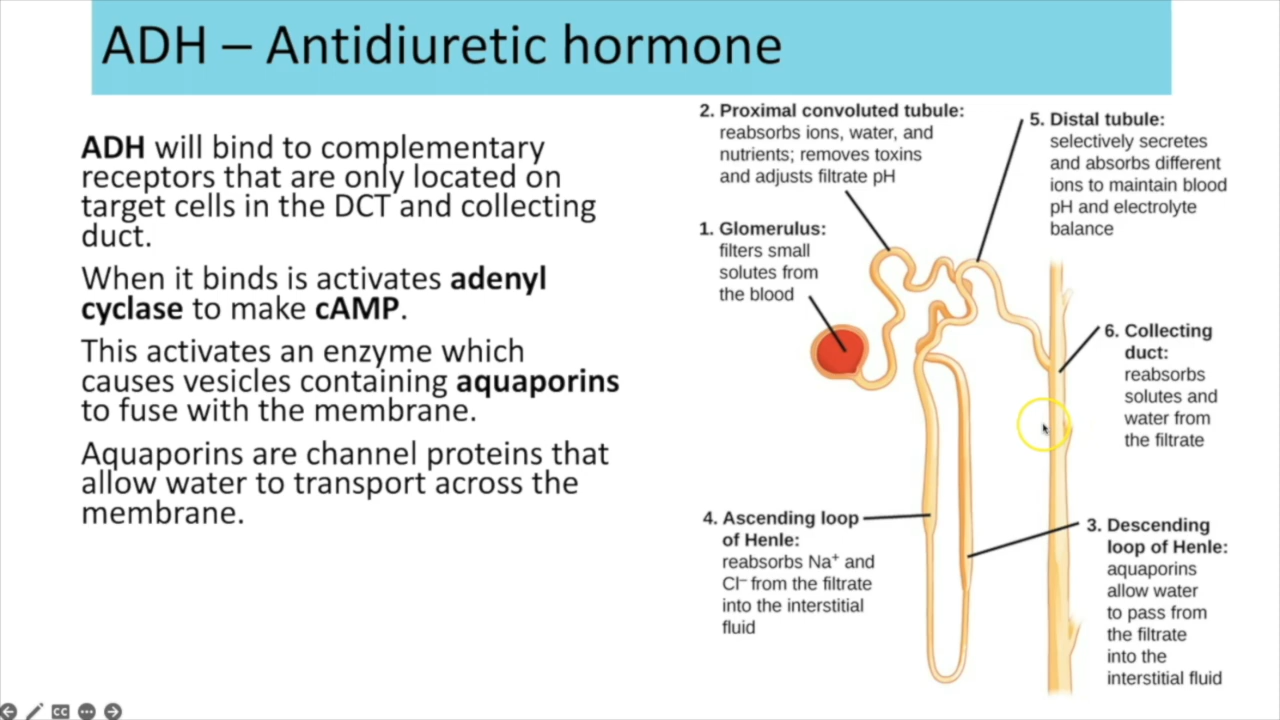 ADH – Antidiuretic hormone
ADH will bind to complementary
receptors that are only located on
target cells in the DCT and collecting
duct.
When it binds is activates adenyl
cyclase to make cAMP.
This activates an enzyme which
causes vesicles containing aquaporins
to fuse with the membrane.
Aquaporins are channel proteins that
allow water to transport across the
membrane.
2. Proximal convoluted tubule:
reabsorbs ions, water, and
nutrients; removes toxins
and adjusts filtrate pH
1. Glomerulus:
filters small
solutes from
the blood
5. Distal tubule:
selectively secretes
and absorbs different
ions to maintain blood
pH and electrolyte
balance
6. Collecting
duct:
reabsorbs
solutes and
water from
the filtrate
4. Ascending loop
of Henle:
reabsorbs Na⁺ and
Cl⁻ from the filtrate
into the interstitial
fluid
3. Descending
loop of Henle:
aquaporins
allow water
to pass from
the filtrate
into the
interstitial fluid
CC